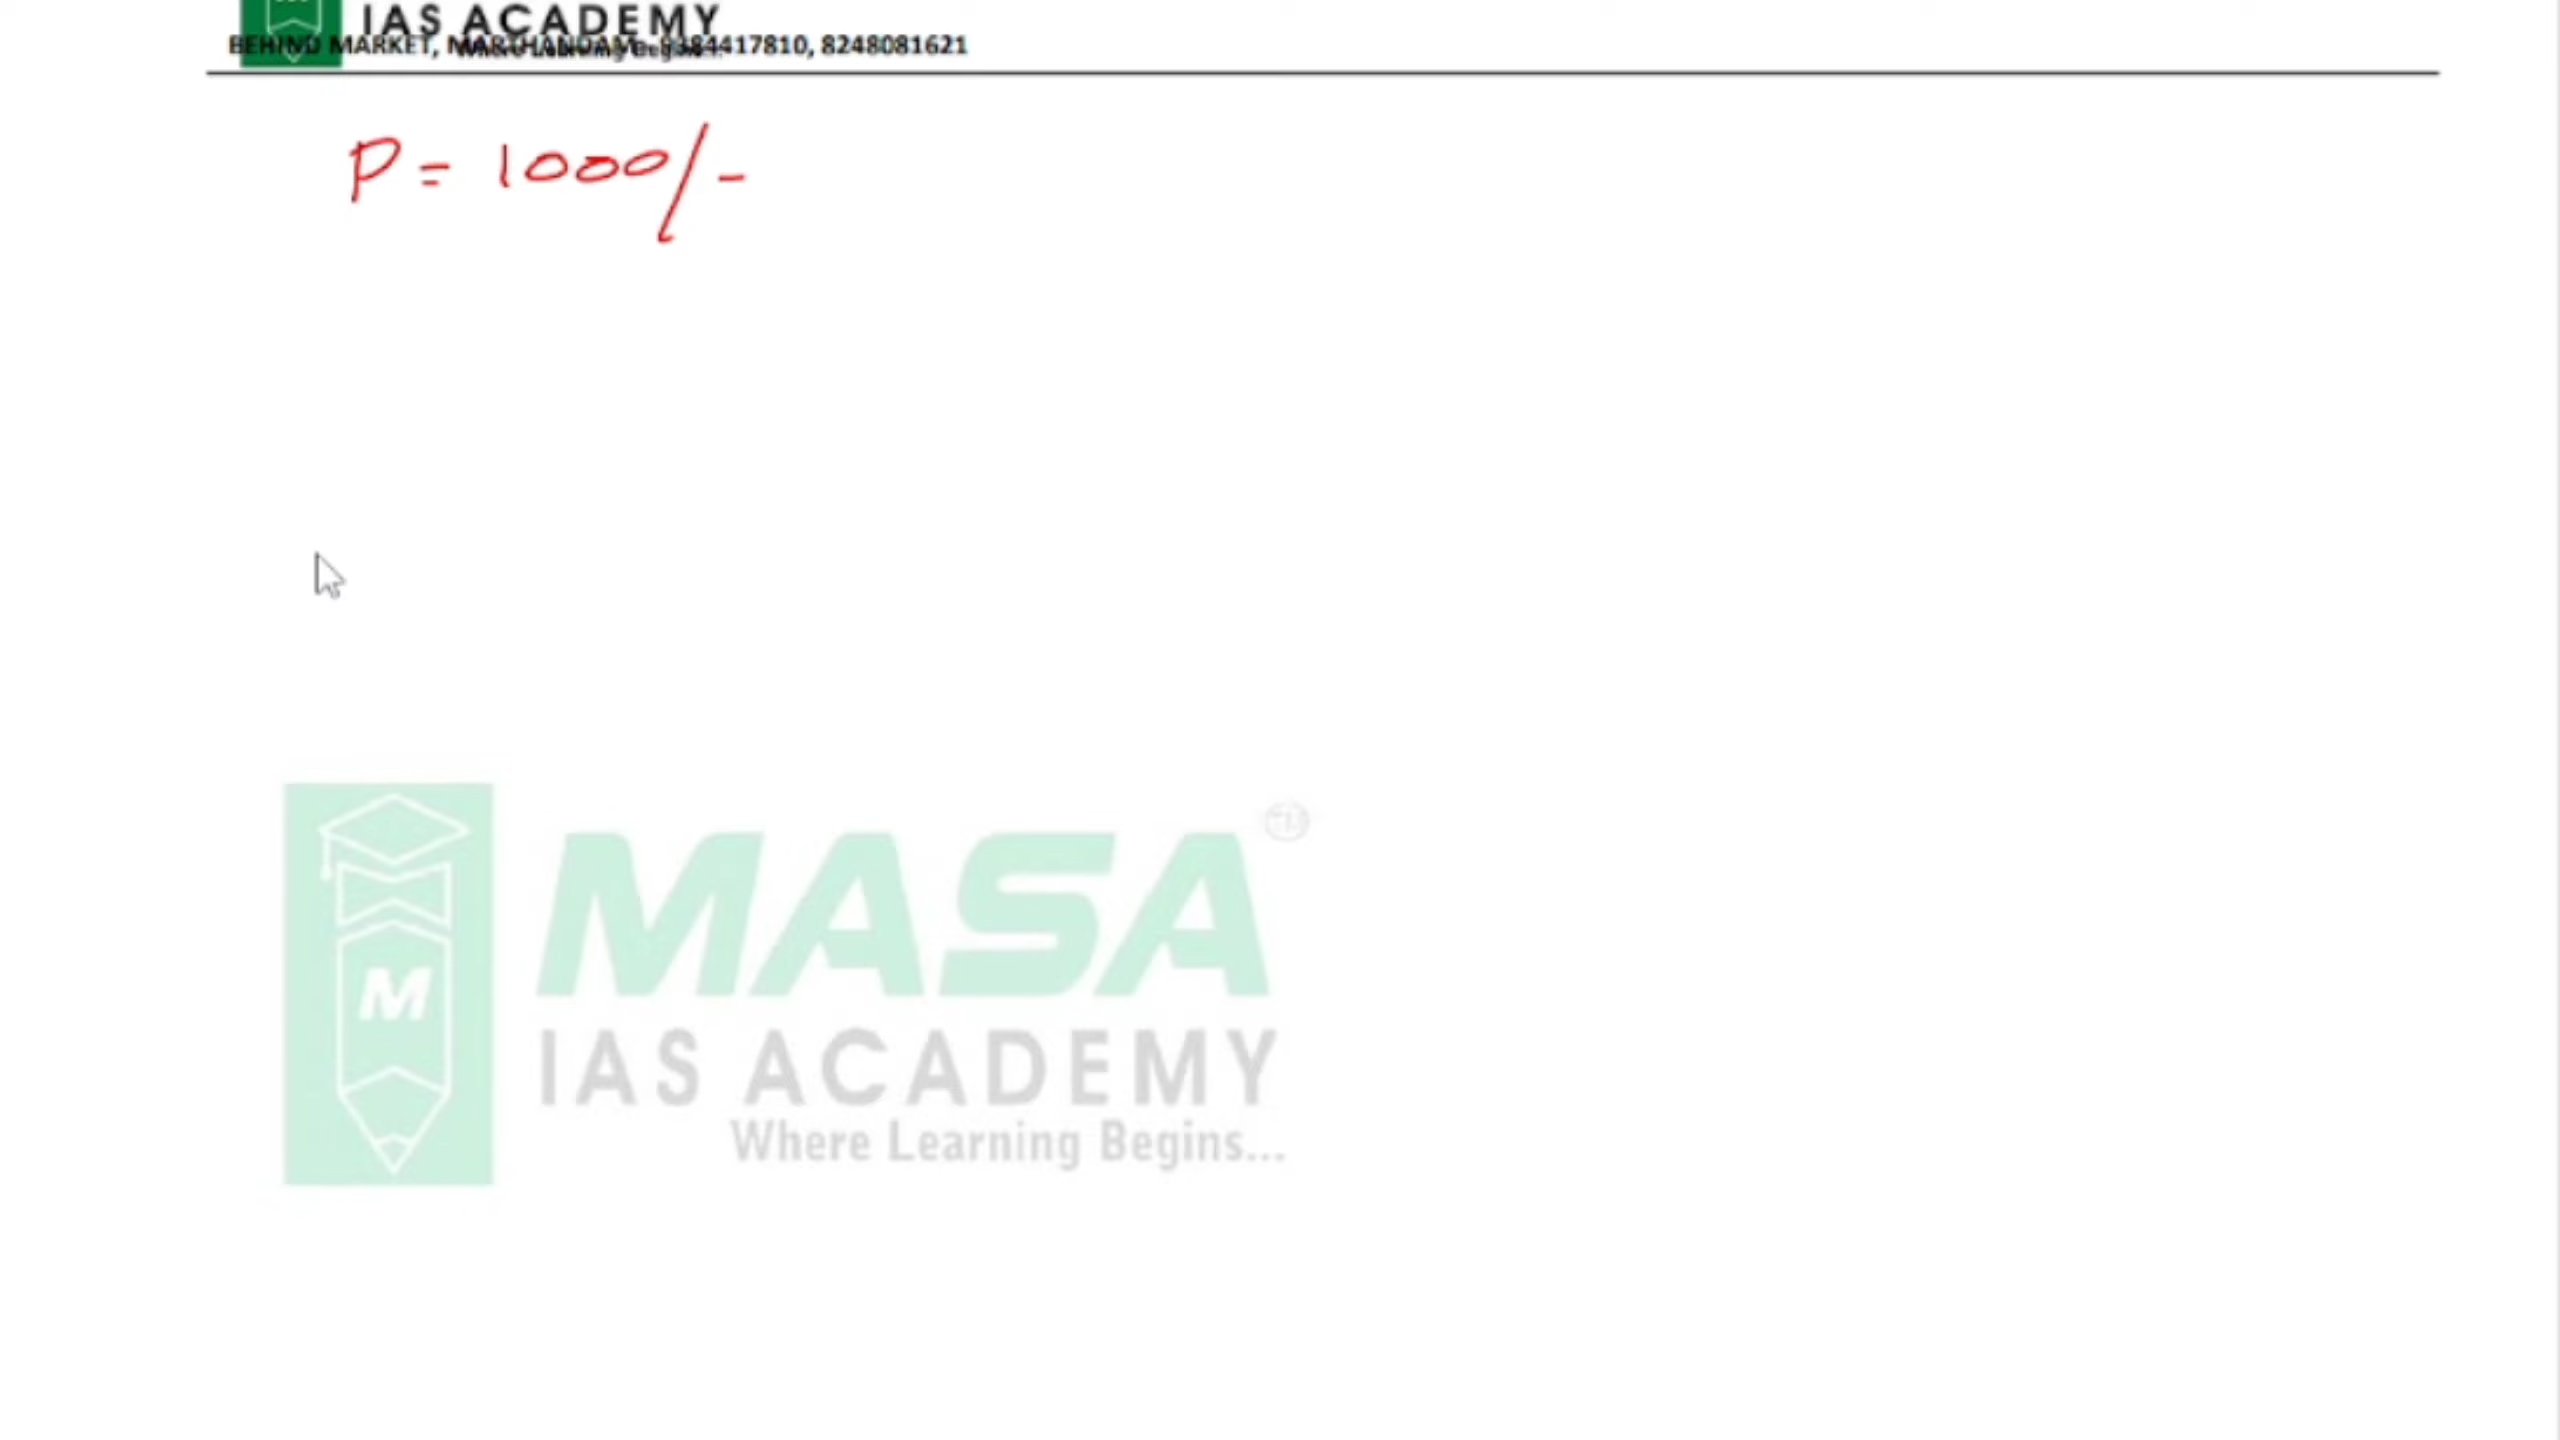 IAS ACADEMY
BEHIND MARKET, 8248081621
P = 1000/-
MASA
M
IAS ACADEMY
Where Learning Begins...